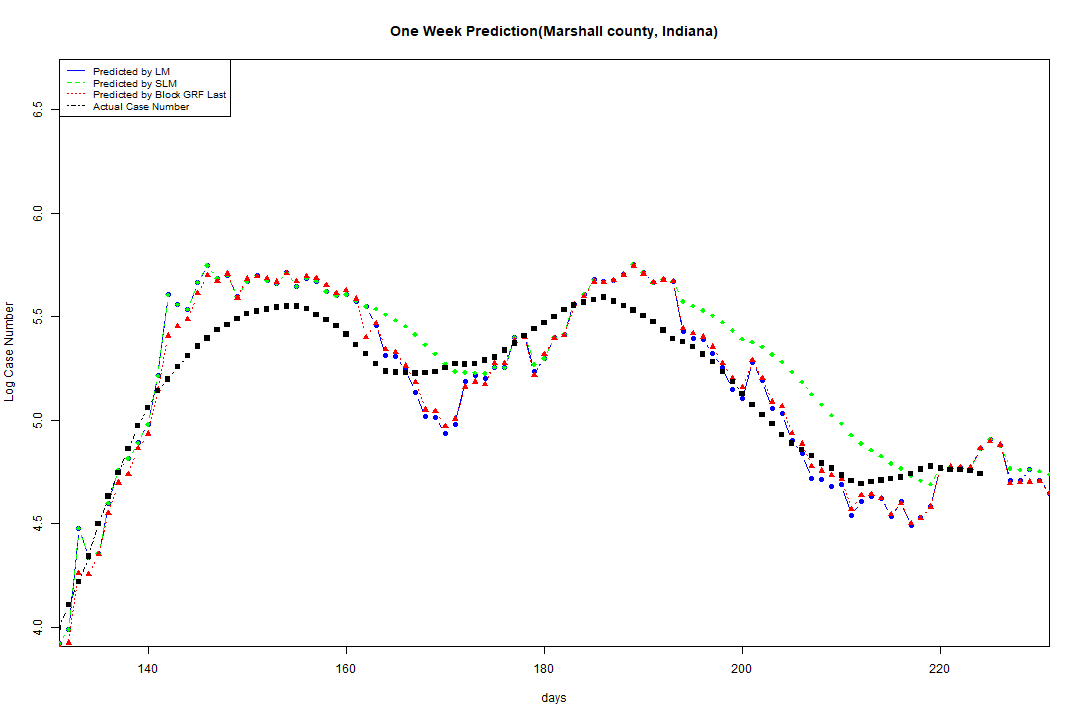 One Week Prediction(Marshall county, Indiana)
Predicted by LM
Predicted by SLM
Predicted by Block GRF Last
Actual Case Number
6.5
6.0
5.5
5.0
4.5
4.0
Log Case Number
140 160 180 200 220
days